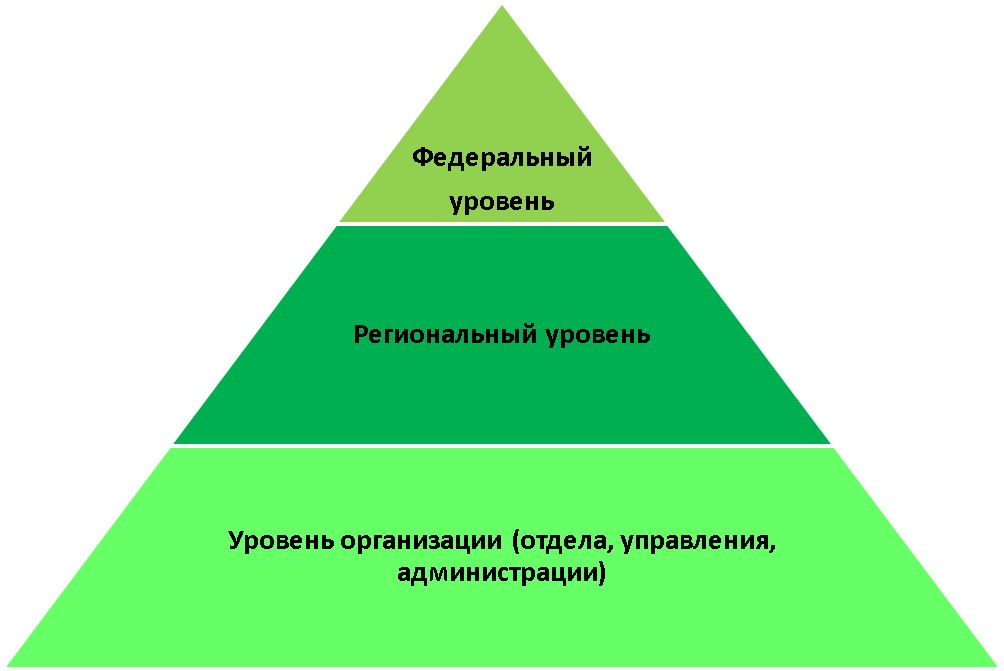 Федеральный
уровень
Региональный уровень
Уровень организации (отдела, управления,
администрации)